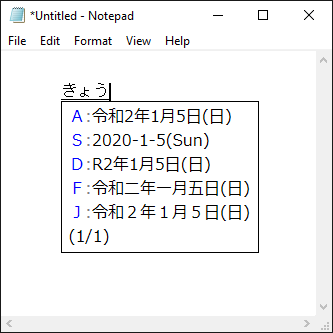 *Untitled - Notepad
File Edit Format View Help
きょう
A:令和2年1月5日(日)
S:2020-1-5(Sun)
D:R2年1月5日(日)
F:令和二年一月五日(日)
J:令和２年１月５日(日)
(1/1)